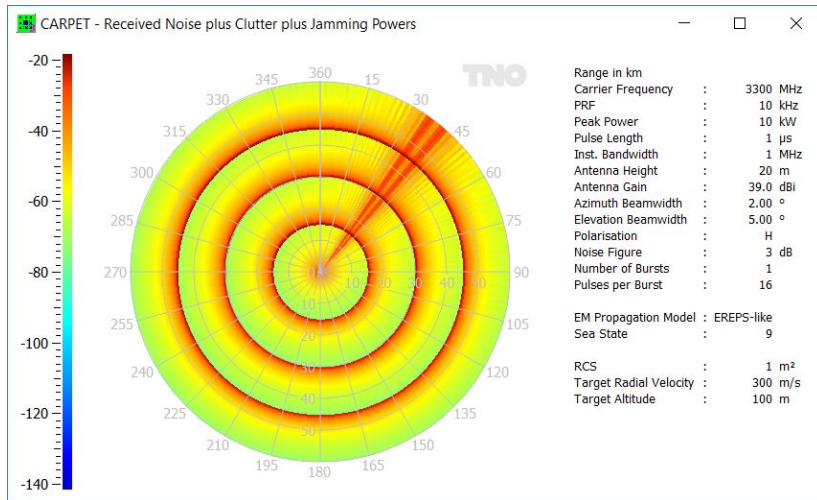 CARPET - Received Noise plus Clutter plus Jamming Powers
-20
-40
-60
-80
-100
-120
-140
TNO
360
15
30
45
60
75
90
105
120
135
150
165
180
195
210
225
240
255
270
285
300
315
330
345
0
10 20 30 40 50
10
20
30
40
50
Range in km
Carrier Frequency : 3300 MHz
PRF : 10 kHz
Peak Power : 10 kW
Pulse Length : 1 µs
Inst. Bandwidth : 1 MHz
Antenna Height : 20 m
Antenna Gain : 39.0 dBi
Azimuth Beamwidth : 2.00 °
Elevation Beamwidth : 5.00 °
Polarisation : H
Noise Figure : 3 dB
Number of Bursts : 1
Pulses per Burst : 16
EM Propagation Model : EREPS-like
Sea State : 9
RCS : 1 m²
Target Radial Velocity : 300 m/s
Target Altitude : 100 m